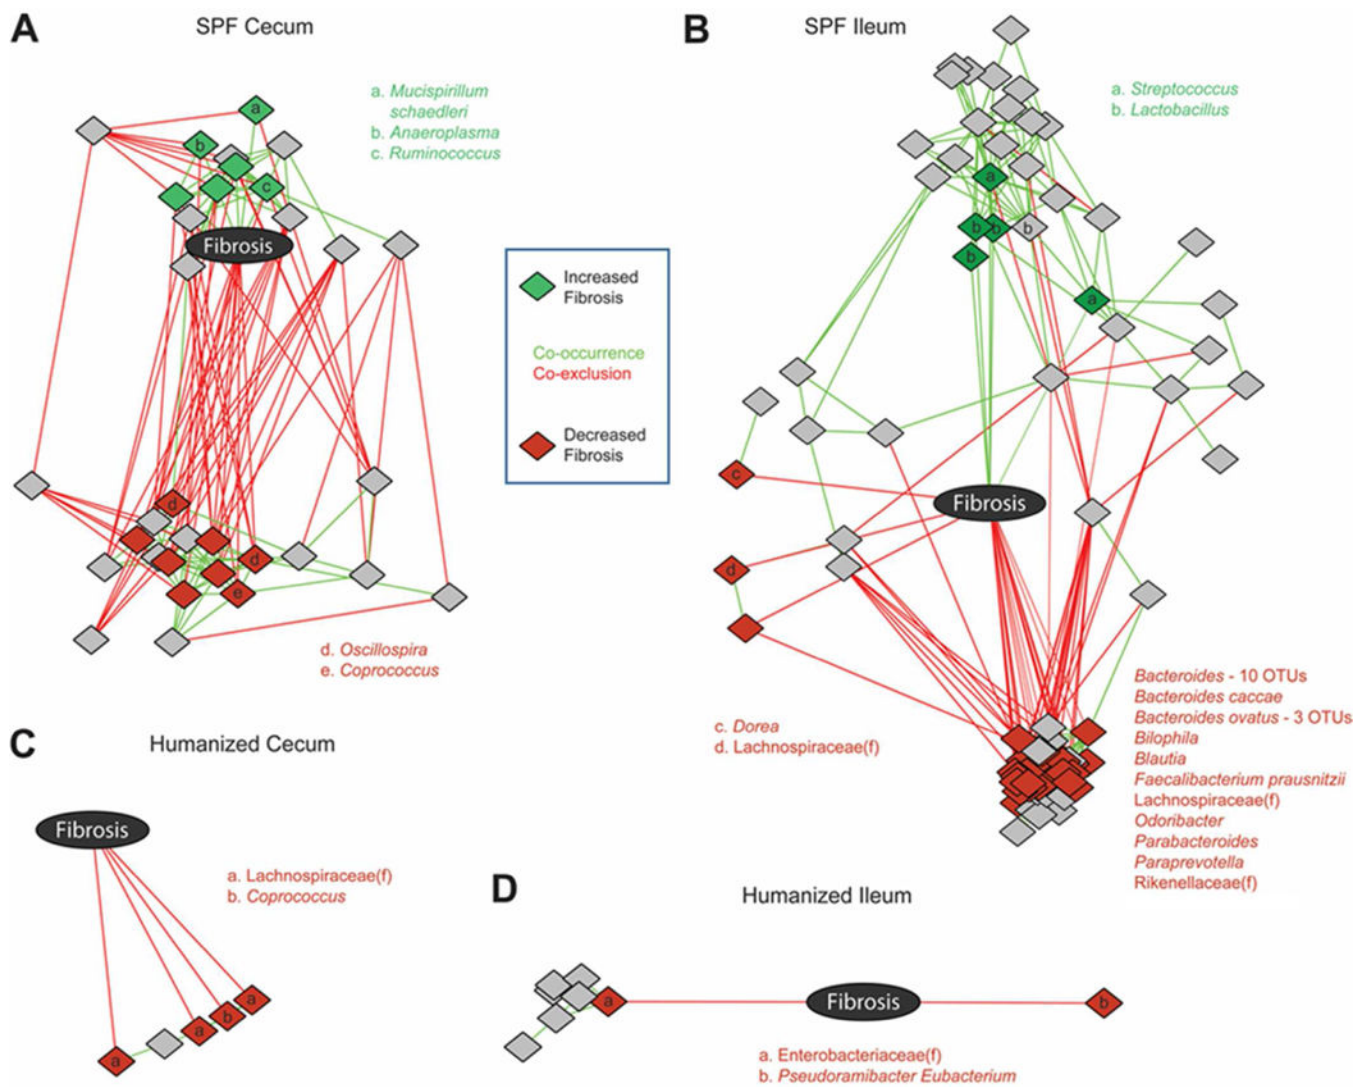 A
SPF Cecum
a. Mucispirillum
schaedleri
b. Anaeroplasma
c. Ruminococcus
a
b
c
Fibrosis
d
d
e
d. Oscillospira
e. Coprococcus
Increased
Fibrosis
Co-occurrence
Co-exclusion
Decreased
Fibrosis
B
SPF Ileum
a. Streptococcus
b. Lactobacillus
a
b
b
b
b
a
c
Fibrosis
d
c. Dorea
d. Lachnospiraceae(f)
Bacteroides - 10 OTUs
Bacteroides caccae
Bacteroides ovatus - 3 OTUs
Bilophila
Blautia
Faecalibacterium prausnitzii
Lachnospiraceae(f)
Odoribacter
Parabacteroides
Paraprevotella
Rikenellaceae(f)
C
Humanized Cecum
Fibrosis
a. Lachnospiraceae(f)
b. Coprococcus
a
b
a
a
D
Humanized Ileum
a
Fibrosis
b
a. Enterobacteriaceae(f)
b. Pseudoramibacter Eubacterium